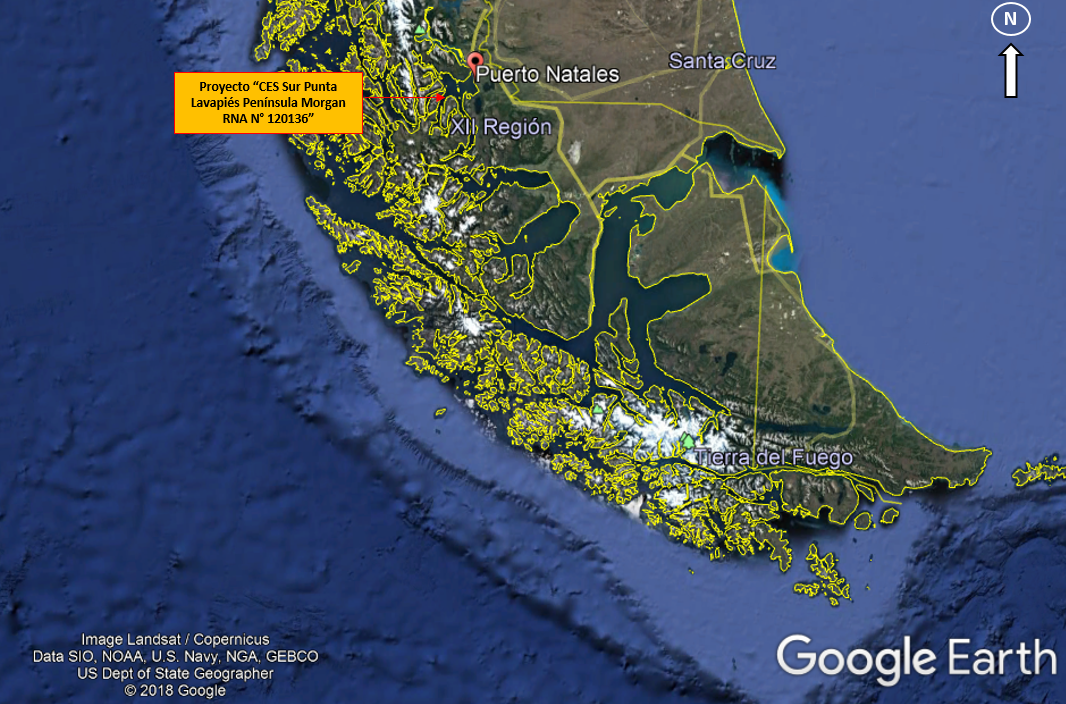 N
Santa Cruz
Puerto Natales
Proyecto “CES Sur Punta
Lavapiés Península Morgan
RNA N° 120136”
XII Región
Tierra del Fuego
Image Landsat / Copernicus
Data SIO, NOAA, U.S. Navy, NGA, GEBCO
US Dept of State Geographer
© 2018 Google
Google Earth